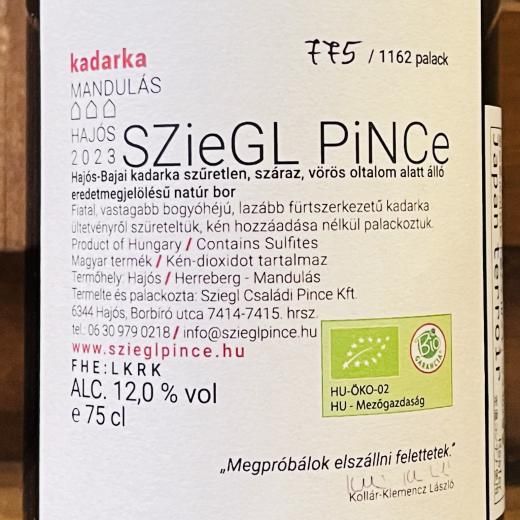 kadarka
775 / 1162 palack
MANDULÁS
HAJÓS
2023
SZieGL PiNCe
Hajós-Bajai kadarka szűretlen, száraz, vörös oltalom alatt álló
eredetmegjelölésű natúr bor
Fiatal, vastagabb bogyóhéjú, lazább fürtszerkezetű kadarka
ültetvényről szüreteltük, kén hozzáadása nélkül palackoztuk.
Product of Hungary / Contains Sulfites
Magyar termék / Kén-dioxidot tartalmaz
Termőhely: Hajós / Herreberg - Mandulás
Termelte és palackozta: Sziegl Családi Pince Kft.
6344 Hajós, Borbíró utca 7414-7415. hrsz.
tel.: 06 30 979 0218 / info@szieglpince.hu
www.szieglpince.hu
FHE:LKRK
ALC. 12,0 % vol
e 75 cl
Bio
GARANCIA
HU-ÖKO-02
HU - Mezőgazdaság
„Megpróbálok elszállni felettetek."
Kollár-Klemencz László
Japan terroir